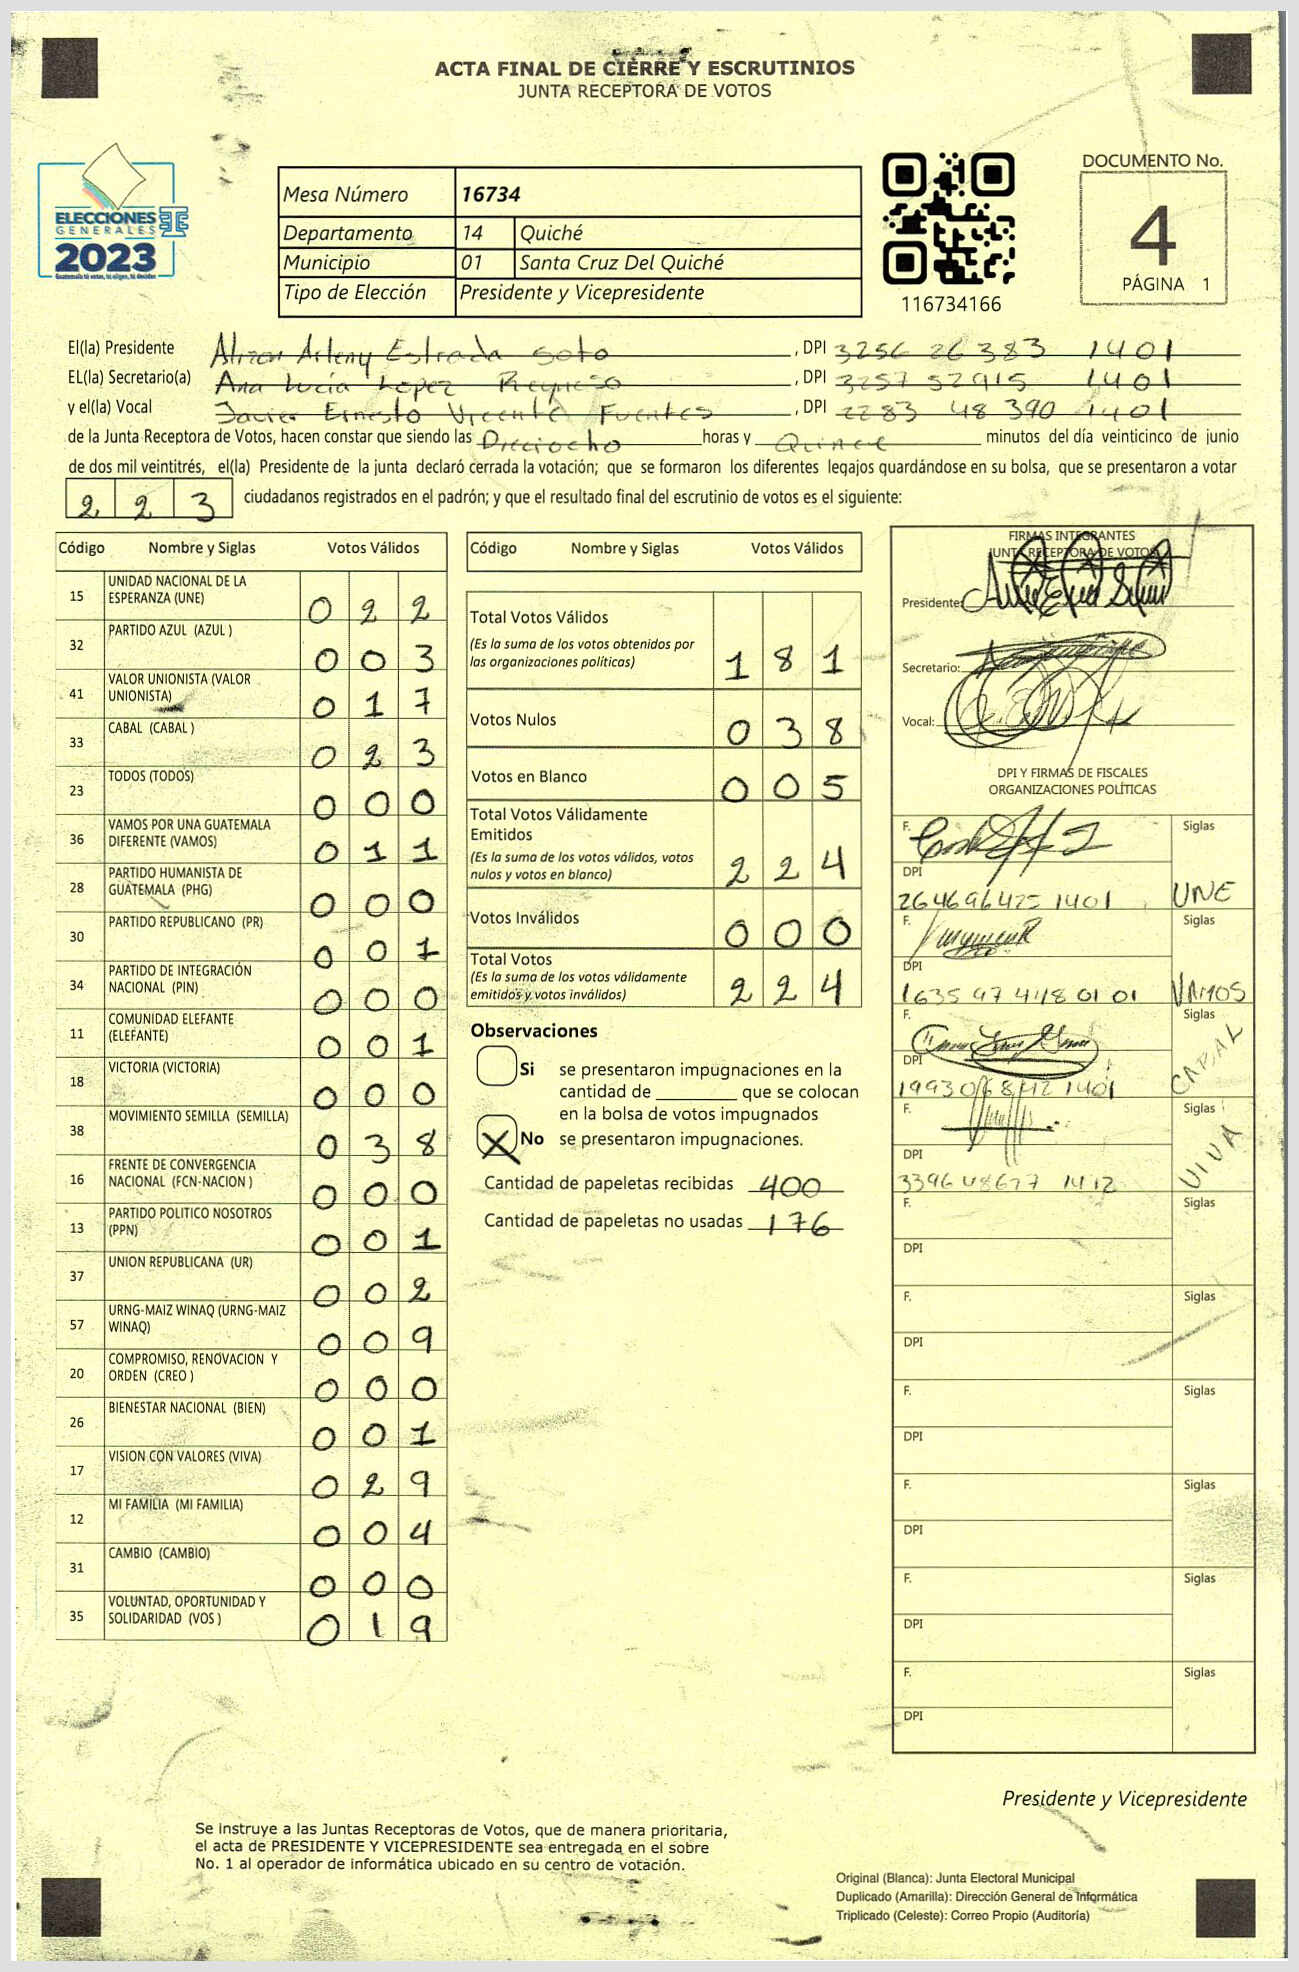 ACTA FINAL DE CIERRE Y ESCRUTINIOS
JUNTA RECEPTORA DE VOTOS
ELECCIONES
GENERALES
2023
Guatemala tú votas, tú eliges, tú decides
Mesa Número 16734
Departamento 14 Quiché
Municipio 01 Santa Cruz Del Quiché
Tipo de Elección Presidente y Vicepresidente
116734166
DOCUMENTO No.
4
PÁGINA 1
El(la) Presidente Alizon Arleny Estrada Soto , DPI 3256 26383 1401
EL(la) Secretario(a) Ana Lucía Lopez Reynoso , DPI 3257 52915 1401
y el(la) Vocal Javier Ernesto Vicente Fuentes , DPI 2283 48390 1401
de la Junta Receptora de Votos, hacen constar que siendo las Dieciocho horas y Quince minutos del día veinticinco de junio
de dos mil veintitrés, el(la) Presidente de la junta declaró cerrada la votación; que se formaron los diferentes legajos guardándose en su bolsa, que se presentaron a votar
2 2 3 ciudadanos registrados en el padrón; y que el resultado final del escrutinio de votos es el siguiente:
Código Nombre y Siglas Votos Válidos
15 UNIDAD NACIONAL DE LA ESPERANZA (UNE) 0 2 2
32 PARTIDO AZUL (AZUL ) 0 0 3
41 VALOR UNIONISTA (VALOR UNIONISTA) 0 1 7
33 CABAL (CABAL ) 0 2 3
23 TODOS (TODOS) 0 0 0
36 VAMOS POR UNA GUATEMALA DIFERENTE (VAMOS) 0 1 1
28 PARTIDO HUMANISTA DE GUATEMALA (PHG) 0 0 0
30 PARTIDO REPUBLICANO (PR) 0 0 1
34 PARTIDO DE INTEGRACIÓN NACIONAL (PIN) 0 0 0
11 COMUNIDAD ELEFANTE (ELEFANTE) 0 0 1
18 VICTORIA (VICTORIA) 0 0 0
38 MOVIMIENTO SEMILLA (SEMILLA) 0 3 8
16 FRENTE DE CONVERGENCIA NACIONAL (FCN-NACION ) 0 0 0
13 PARTIDO POLITICO NOSOTROS (PPN) 0 0 1
37 UNION REPUBLICANA (UR) 0 0 2
57 URNG-MAIZ WINAQ (URNG-MAIZ WINAQ) 0 0 9
20 COMPROMISO, RENOVACION Y ORDEN (CREO ) 0 0 0
26 BIENESTAR NACIONAL (BIEN) 0 0 1
17 VISION CON VALORES (VIVA) 0 2 9
12 MI FAMILIA (MI FAMILIA) 0 0 4
31 CAMBIO (CAMBIO) 0 0 0
35 VOLUNTAD, OPORTUNIDAD Y SOLIDARIDAD (VOS ) 0 1 9
Código Nombre y Siglas Votos Válidos
Total Votos Válidos
(Es la suma de los votos obtenidos por
las organizaciones políticas) 1 8 1
Votos Nulos 0 3 8
Votos en Blanco 0 0 5
Total Votos Válidamente
Emitidos
(Es la suma de los votos válidos, votos
nulos y votos en blanco) 2 2 4
Votos Inválidos 0 0 0
Total Votos
(Es la suma de los votos válidamente
emitidos y votos inválidos) 2 2 4
Observaciones
Si se presentaron impugnaciones en la
cantidad de ________ que se colocan
en la bolsa de votos impugnados
X No se presentaron impugnaciones.
Cantidad de papeletas recibidas 400
Cantidad de papeletas no usadas 176
FIRMAS INTEGRANTES
JUNTA RECEPTORA DE VOTOS
Presidente:
Secretario:
Vocal:
DPI Y FIRMAS DE FISCALES
ORGANIZACIONES POLÍTICAS
F. Siglas
DPI
264696425 1401 UNE
F. Siglas
DPI
1635 97 4118 01 01 VAMOS
F. Siglas
DPI
1401 CABAL
F. Siglas
DPI
3396 48677 1412 VIVA
F. Siglas
DPI
F. Siglas
DPI
F. Siglas
DPI
F. Siglas
DPI
F. Siglas
DPI
F. Siglas
DPI
Presidente y Vicepresidente
Se instruye a las Juntas Receptoras de Votos, que de manera prioritaria,
el acta de PRESIDENTE Y VICEPRESIDENTE sea entregada en el sobre
No. 1 al operador de informática ubicado en su centro de votación.
Original (Blanca): Junta Electoral Municipal
Duplicado (Amarilla): Dirección General de Informática
Triplicado (Celeste): Correo Propio (Auditoría)